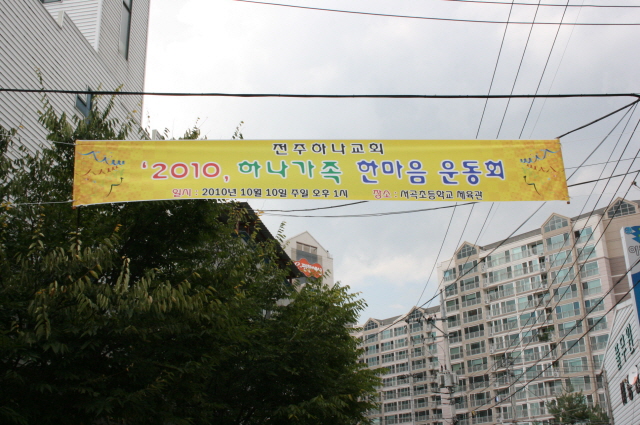 전주하나교회
'2010, 하나가족 한마음 운동회
일시 : 2010년 10월 10일 주일 오후 1시 장소 : 서곡초등학교 체육관